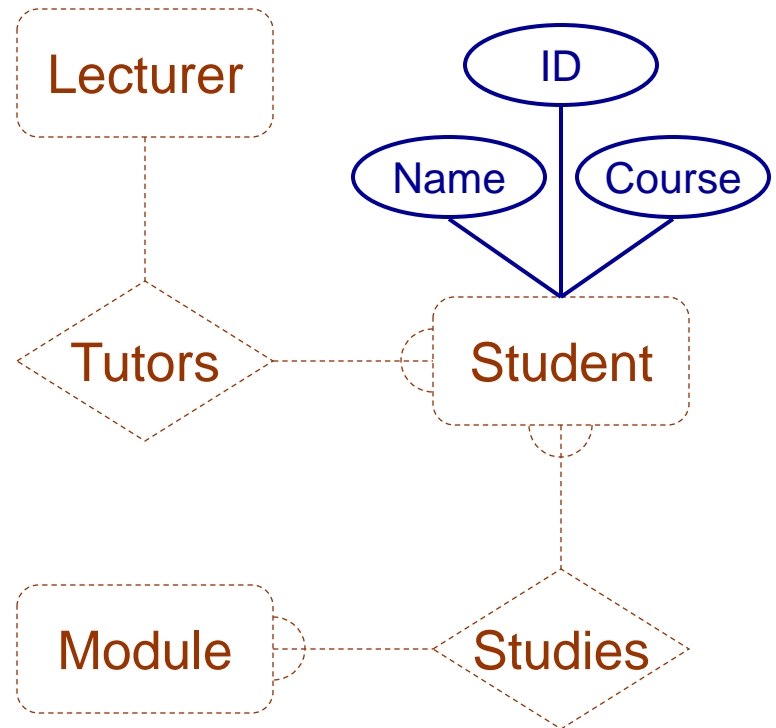 Lecturer
ID
Name
Course
Tutors
Student
Module
Studies